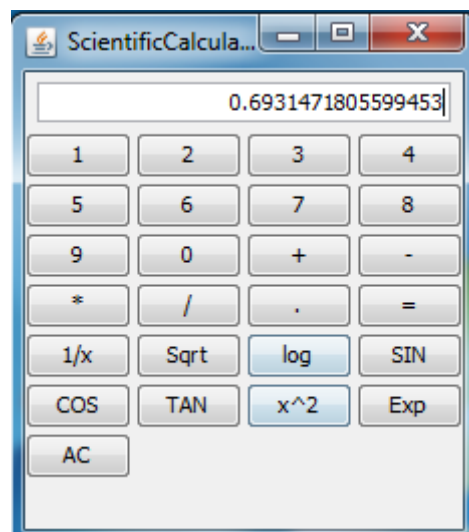 ScientificCalcula...
0.6931471805599453
1 2 3 4
5 6 7 8
9 0 + -
* / . =
1/x Sqrt log SIN
COS TAN x^2 Exp
AC